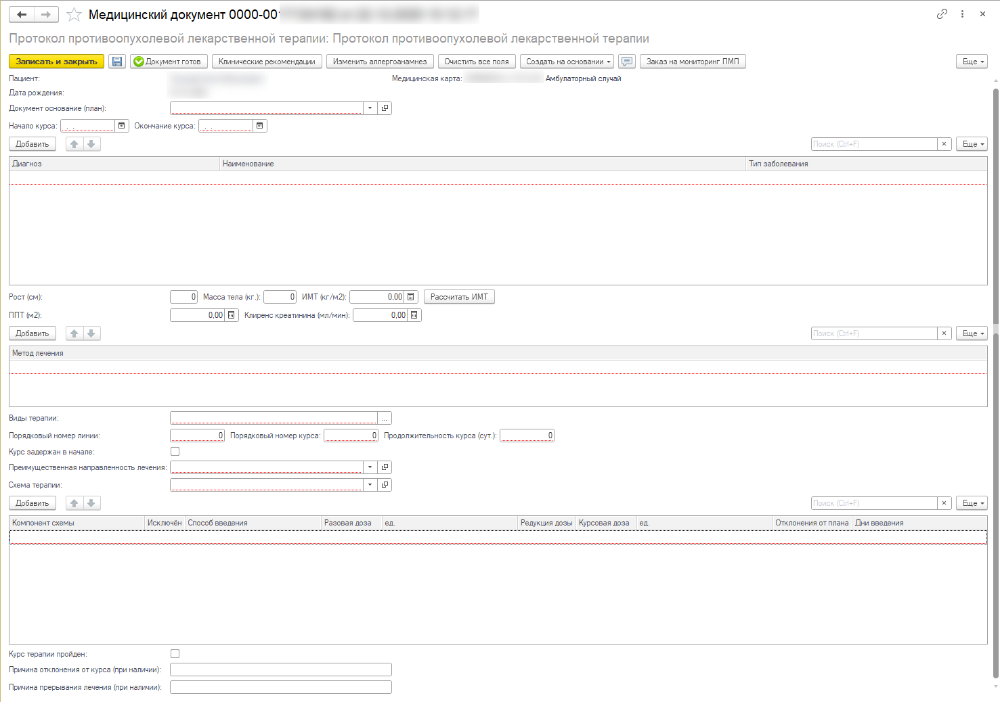 Медицинский документ 0000-00
Протокол противоопухолевой лекарственной терапии: Протокол противоопухолевой лекарственной терапии
Записать и закрыть Документ готов Клинические рекомендации Изменить аллергоанамнез Очистить все поля Создать на основании Заказ на мониторинг ПМП Еще
Пациент: Медицинская карта: Амбулаторный случай
Дата рождения:
Документ основание (план):
Начало курса: . . Окончание курса: . .
Добавить Поиск (Ctrl+F) × Еще
Диагноз Наименование Тип заболевания
Рост (см): 0 Масса тела (кг.): 0 ИМТ (кг/м2): 0,00 Рассчитать ИМТ
ППТ (м2): 0,00 Клиренс креатинина (мл/мин): 0,00
Добавить Поиск (Ctrl+F) × Еще
Метод лечения
Виды терапии: ...
Порядковый номер линии: 0 Порядковый номер курса: 0 Продолжительность курса (сут.): 0
Курс задержан в начале:
Преимущественная направленность лечения:
Схема терапии:
Добавить Поиск (Ctrl+F) × Еще
Компонент схемы Исключён Способ введения Разовая доза ед. Редукция дозы Курсовая доза ед. Отклонения от плана Дни введения
Курс терапии пройден:
Причина отклонения от курса (при наличии):
Причина прерывания лечения (при наличии):